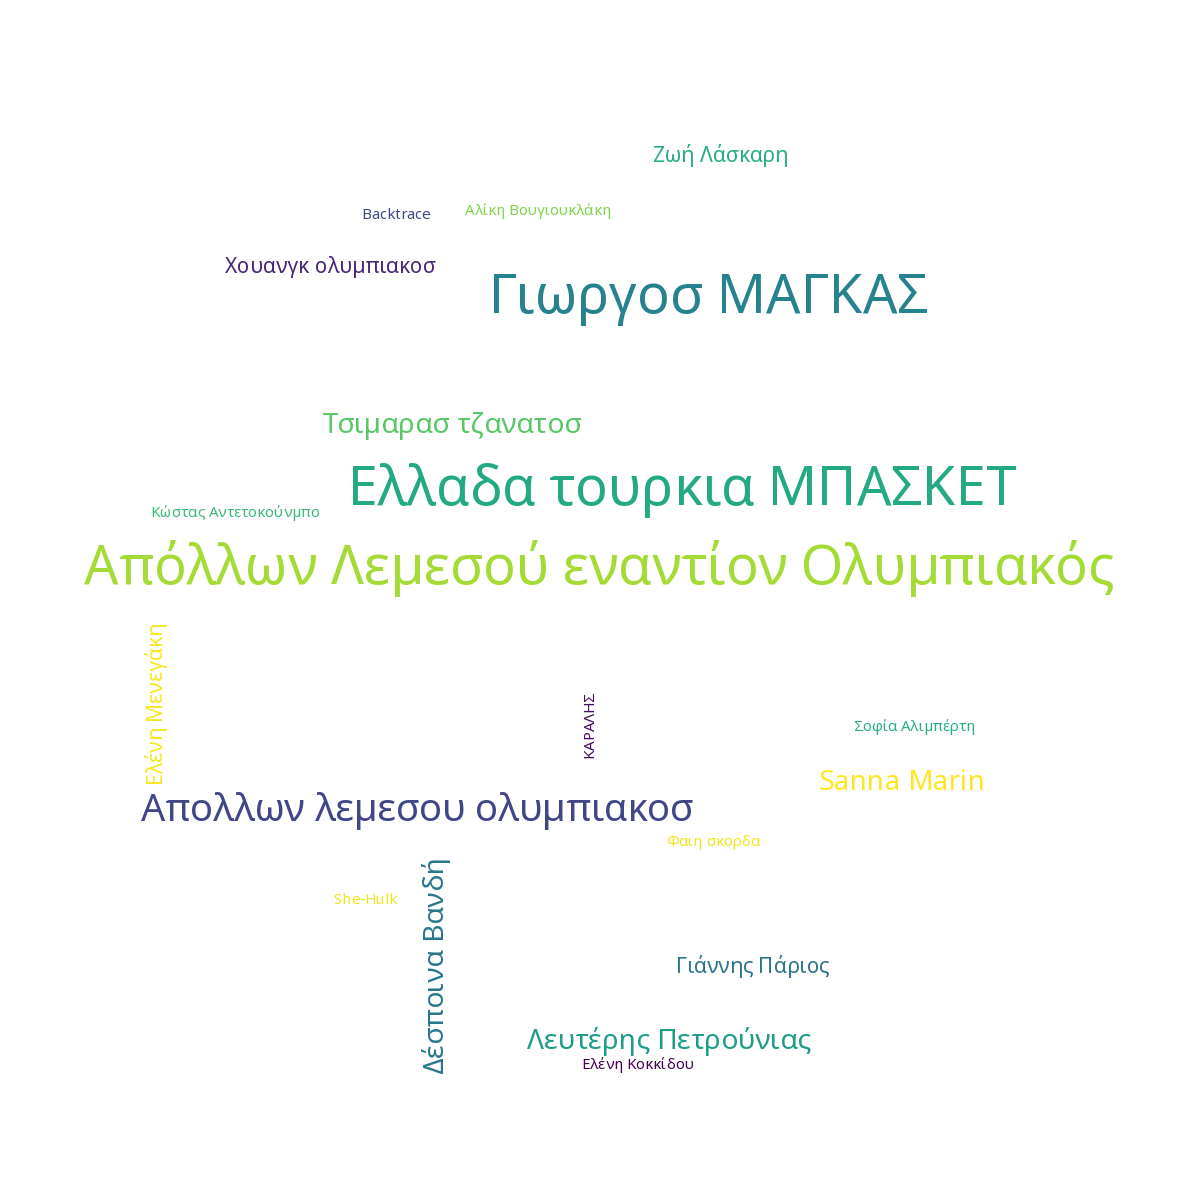 Ζωή Λάσκαρη
Backtrace
Αλίκη Βουγιουκλάκη
Χουανγκ ολυμπιακοσ
Γιωργοσ ΜΑΓΚΑΣ
Τσιμαρασ τζανατοσ
Ελλαδα τουρκια ΜΠΑΣΚΕΤ
Κώστας Αντετοκούνμπο
Απόλλων Λεμεσού εναντίον Ολυμπιακός
Ελένη Μενεγάκη
ΚΑΡΑΛΗΣ
Σοφία Αλιμπέρτη
Sanna Marin
Απολλων λεμεσου ολυμπιακοσ
Φαιη σκορδα
She-Hulk
Δέσποινα Βανδή
Γιάννης Πάριος
Λευτέρης Πετρούνιας
Ελένη Κοκκίδου